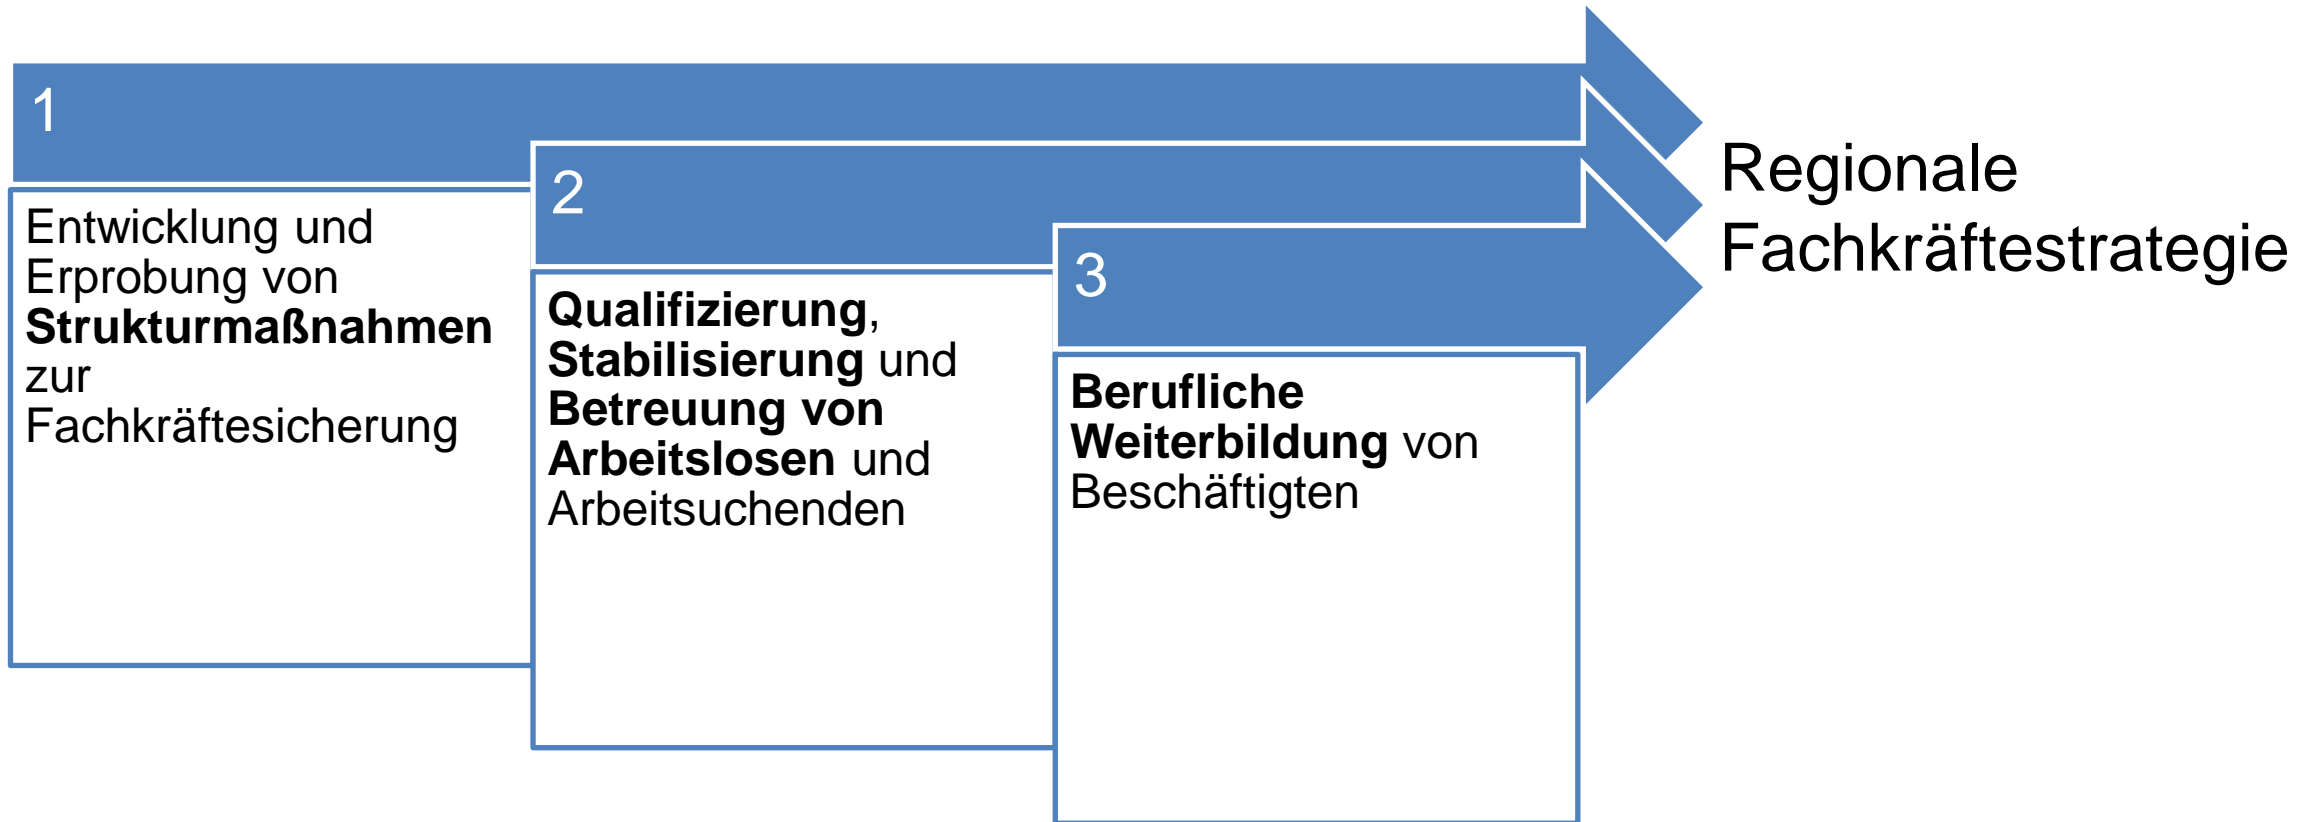 1
Entwicklung und
Erprobung von
Strukturmaßnahmen
zur
Fachkräftesicherung
2
Qualifizierung,
Stabilisierung und
Betreuung von
Arbeitslosen und
Arbeitsuchenden
3
Berufliche
Weiterbildung von
Beschäftigten
Regionale
Fachkräftestrategie